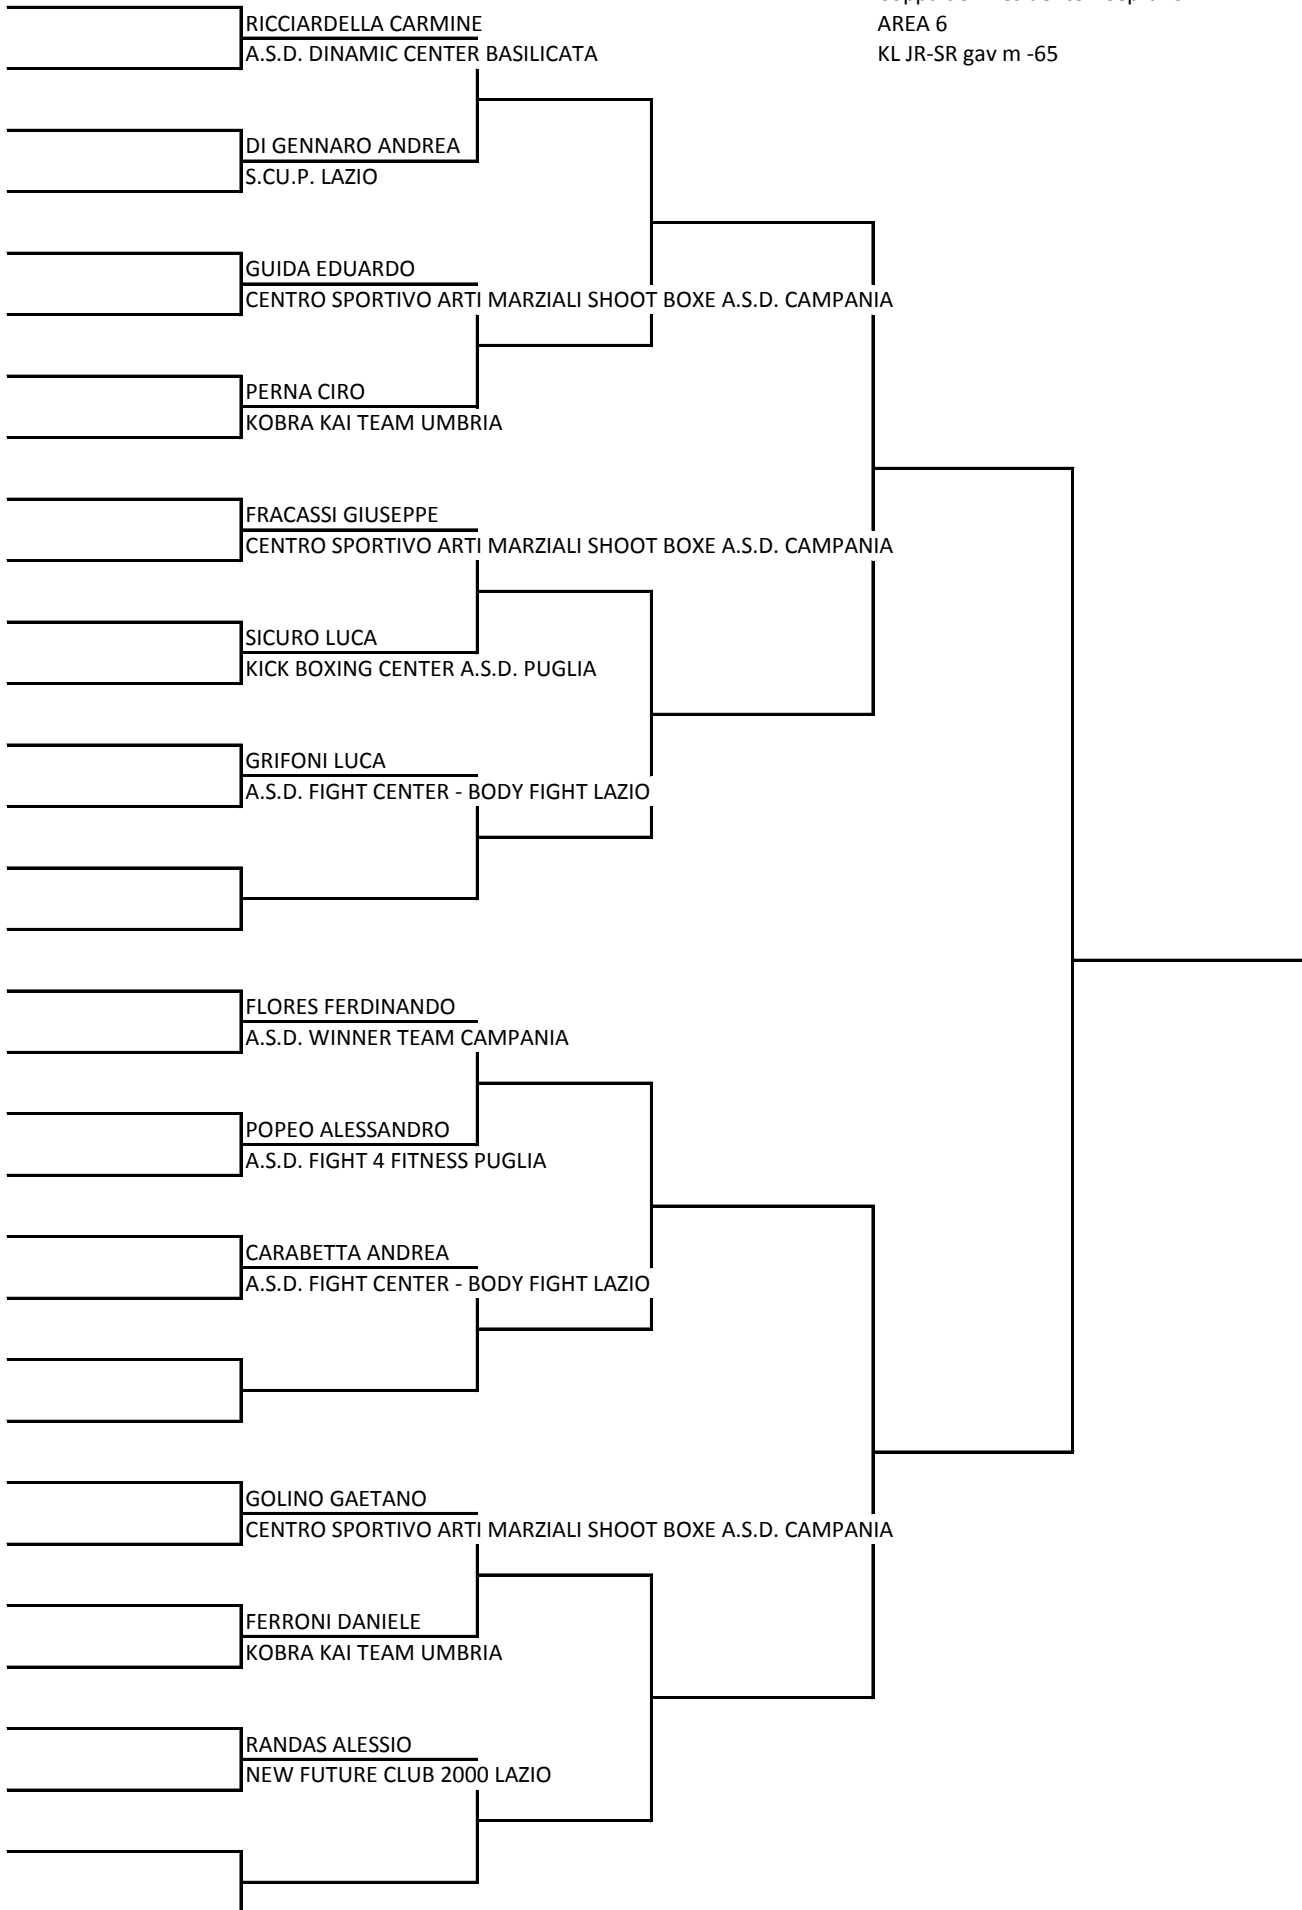 RICCIARDELLA CARMINE
AREA 6
A.S.D. DINAMIC CENTER BASILICATA
KL JR-SR gav m -65
DI GENNARO ANDREA
S.CU.P. LAZIO
GUIDA EDUARDO
CENTRO SPORTIVO ARTI MARZIALI SHOOT BOXE A.S.D. CAMPANIA
PERNA CIRO
KOBRA KAI TEAM UMBRIA
FRACASSI GIUSEPPE
CENTRO SPORTIVO ARTI MARZIALI SHOOT BOXE A.S.D. CAMPANIA
SICURO LUCA
KICK BOXING CENTER A.S.D. PUGLIA
GRIFONI LUCA
A.S.D. FIGHT CENTER - BODY FIGHT LAZIO
FLORES FERDINANDO
A.S.D. WINNER TEAM CAMPANIA
POPEO ALESSANDRO
A.S.D. FIGHT 4 FITNESS PUGLIA
CARABETTA ANDREA
A.S.D. FIGHT CENTER - BODY FIGHT LAZIO
GOLINO GAETANO
CENTRO SPORTIVO ARTI MARZIALI SHOOT BOXE A.S.D. CAMPANIA
FERRONI DANIELE
KOBRA KAI TEAM UMBRIA
RANDAS ALESSIO
NEW FUTURE CLUB 2000 LAZIO